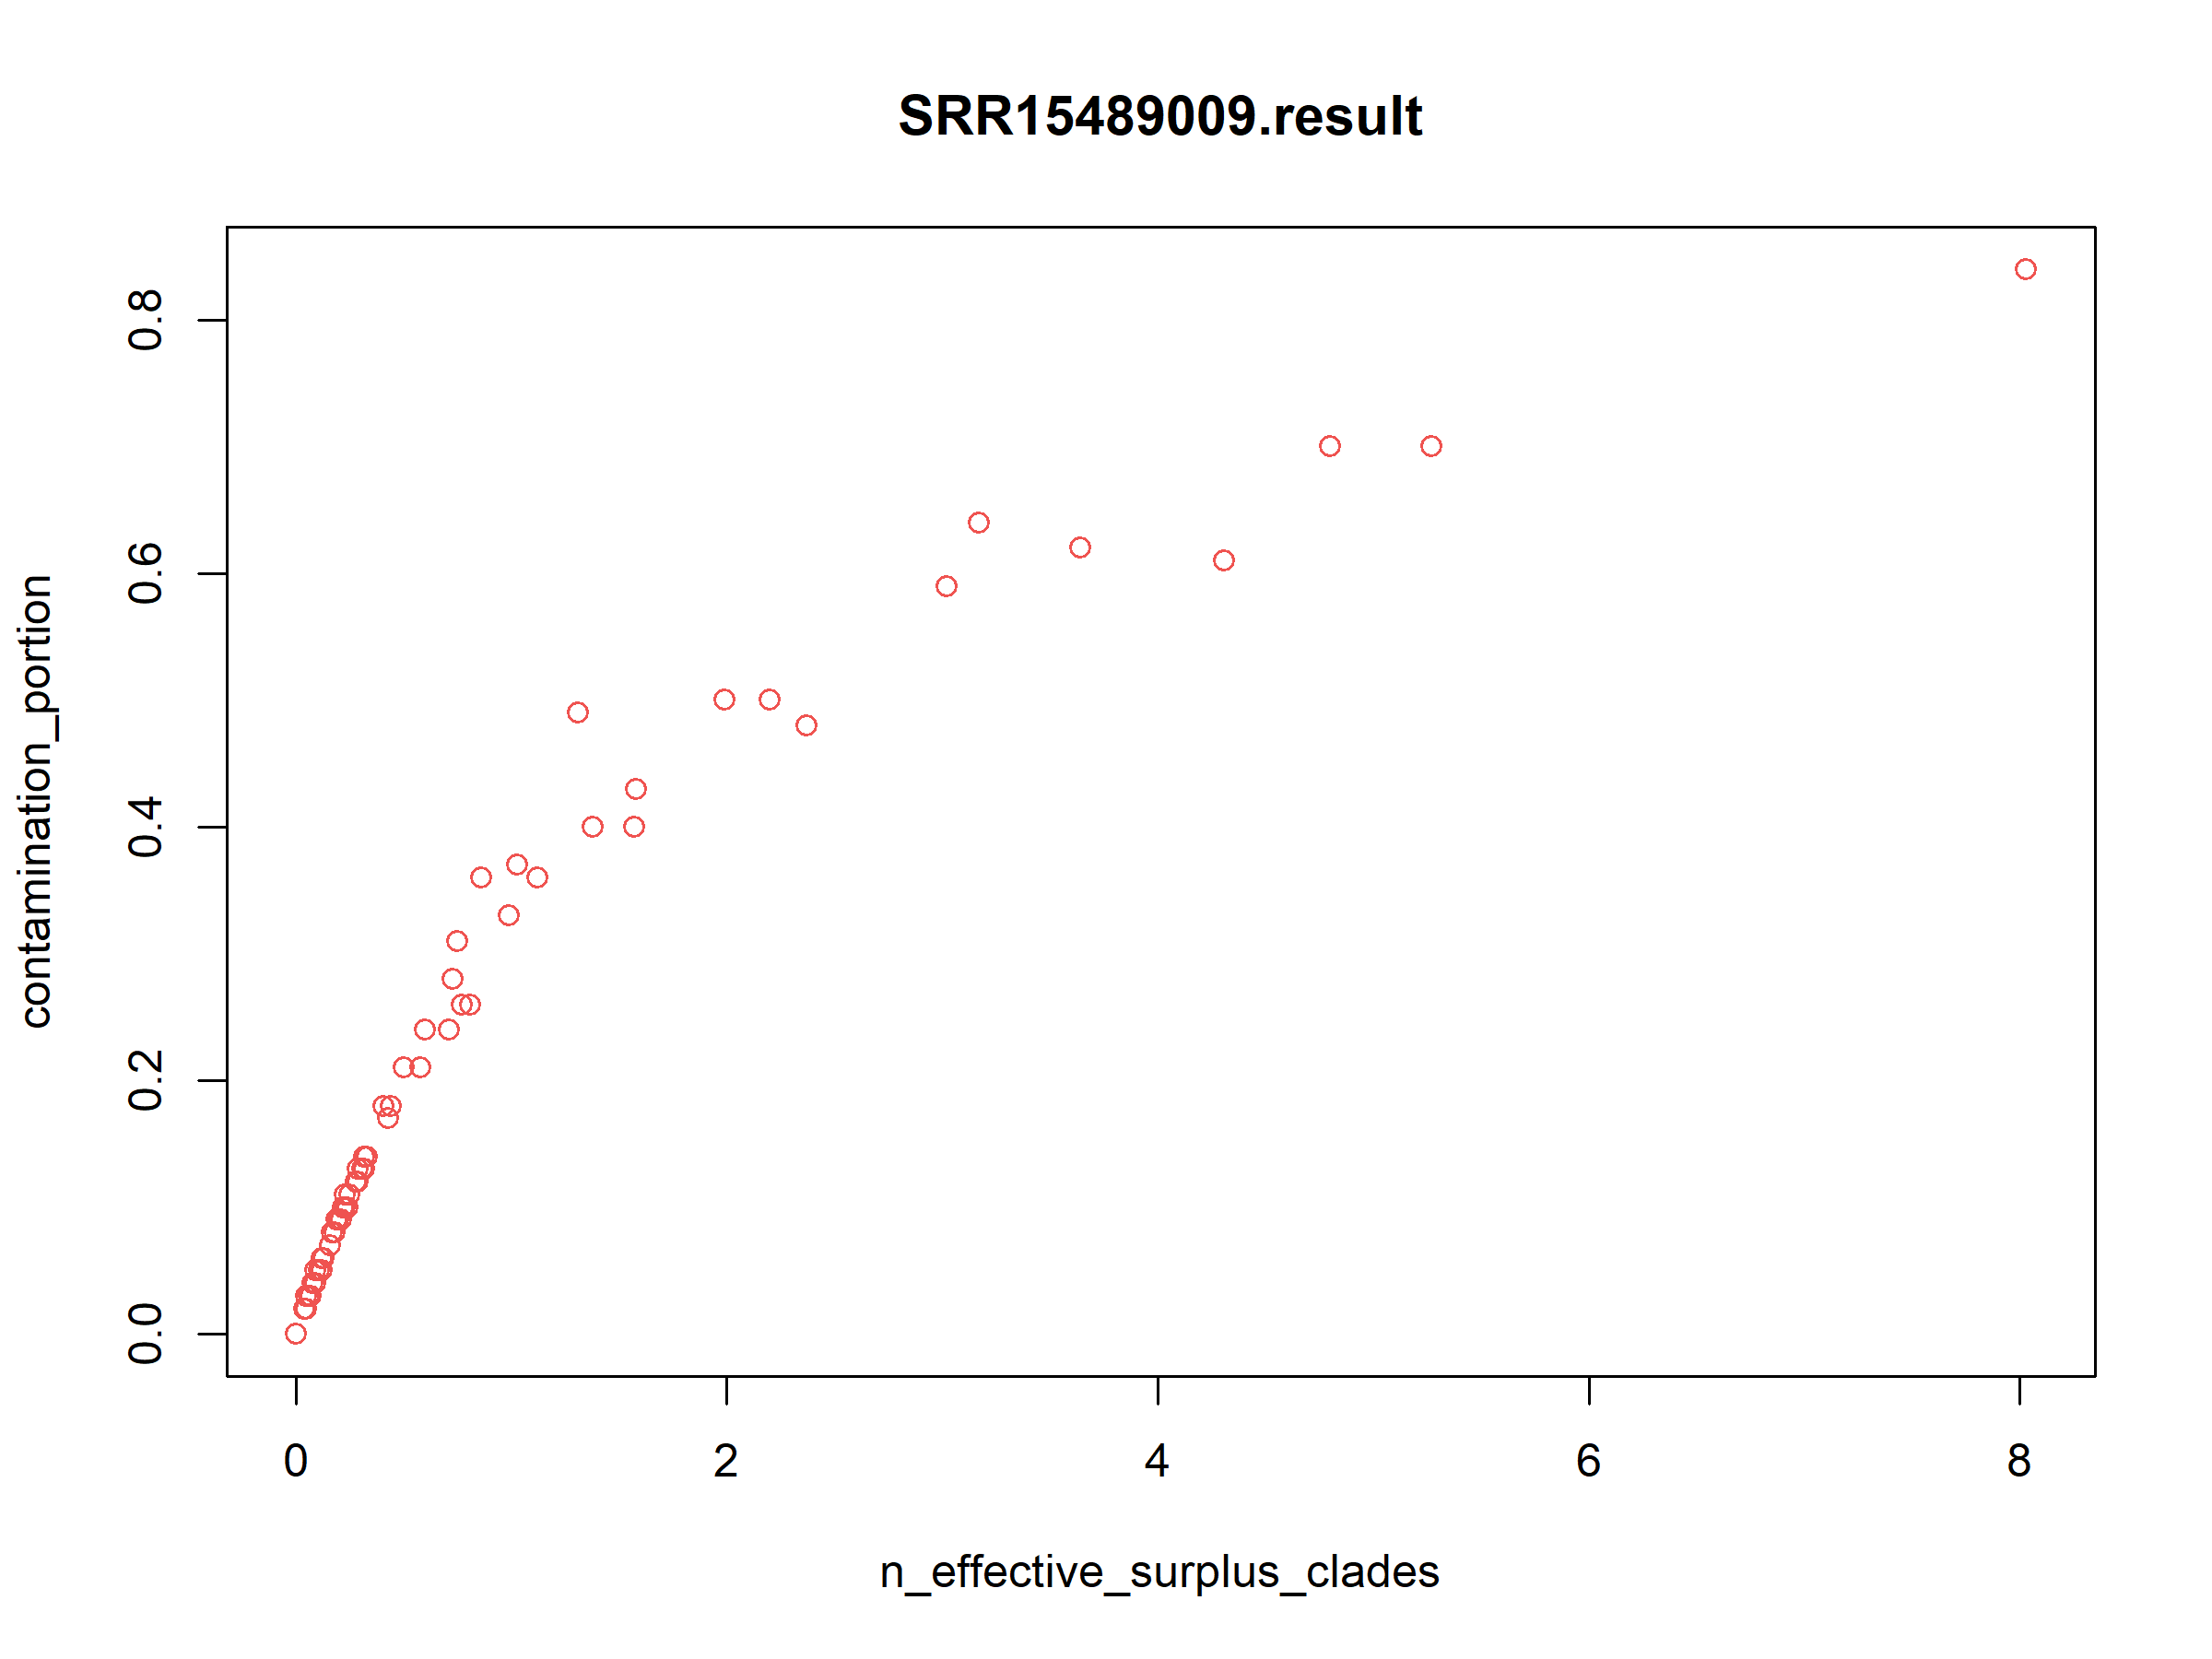 SRR15489009.result
contamination_portion
0.8
0.6
0.4
0.2
0.0
0 2 4 6 8
n_effective_surplus_clades